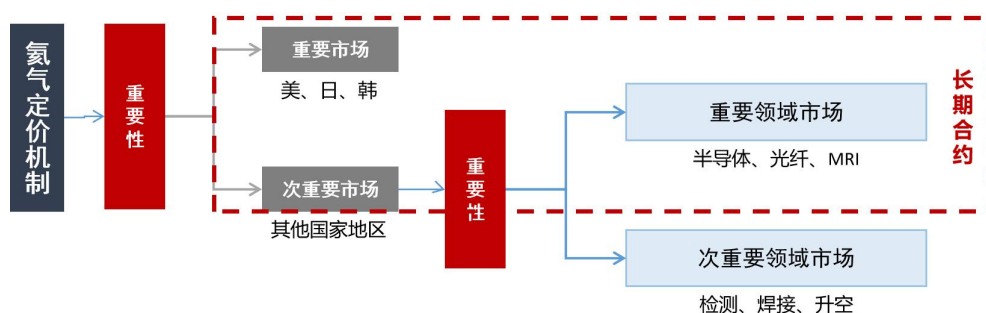 氦气定价机制
重要性
重要市场
美、日、韩
次重要市场
其他国家地区
重要性
重要领域市场
半导体、光纤、MRI
次重要领域市场
检测、焊接、升空
长期合约